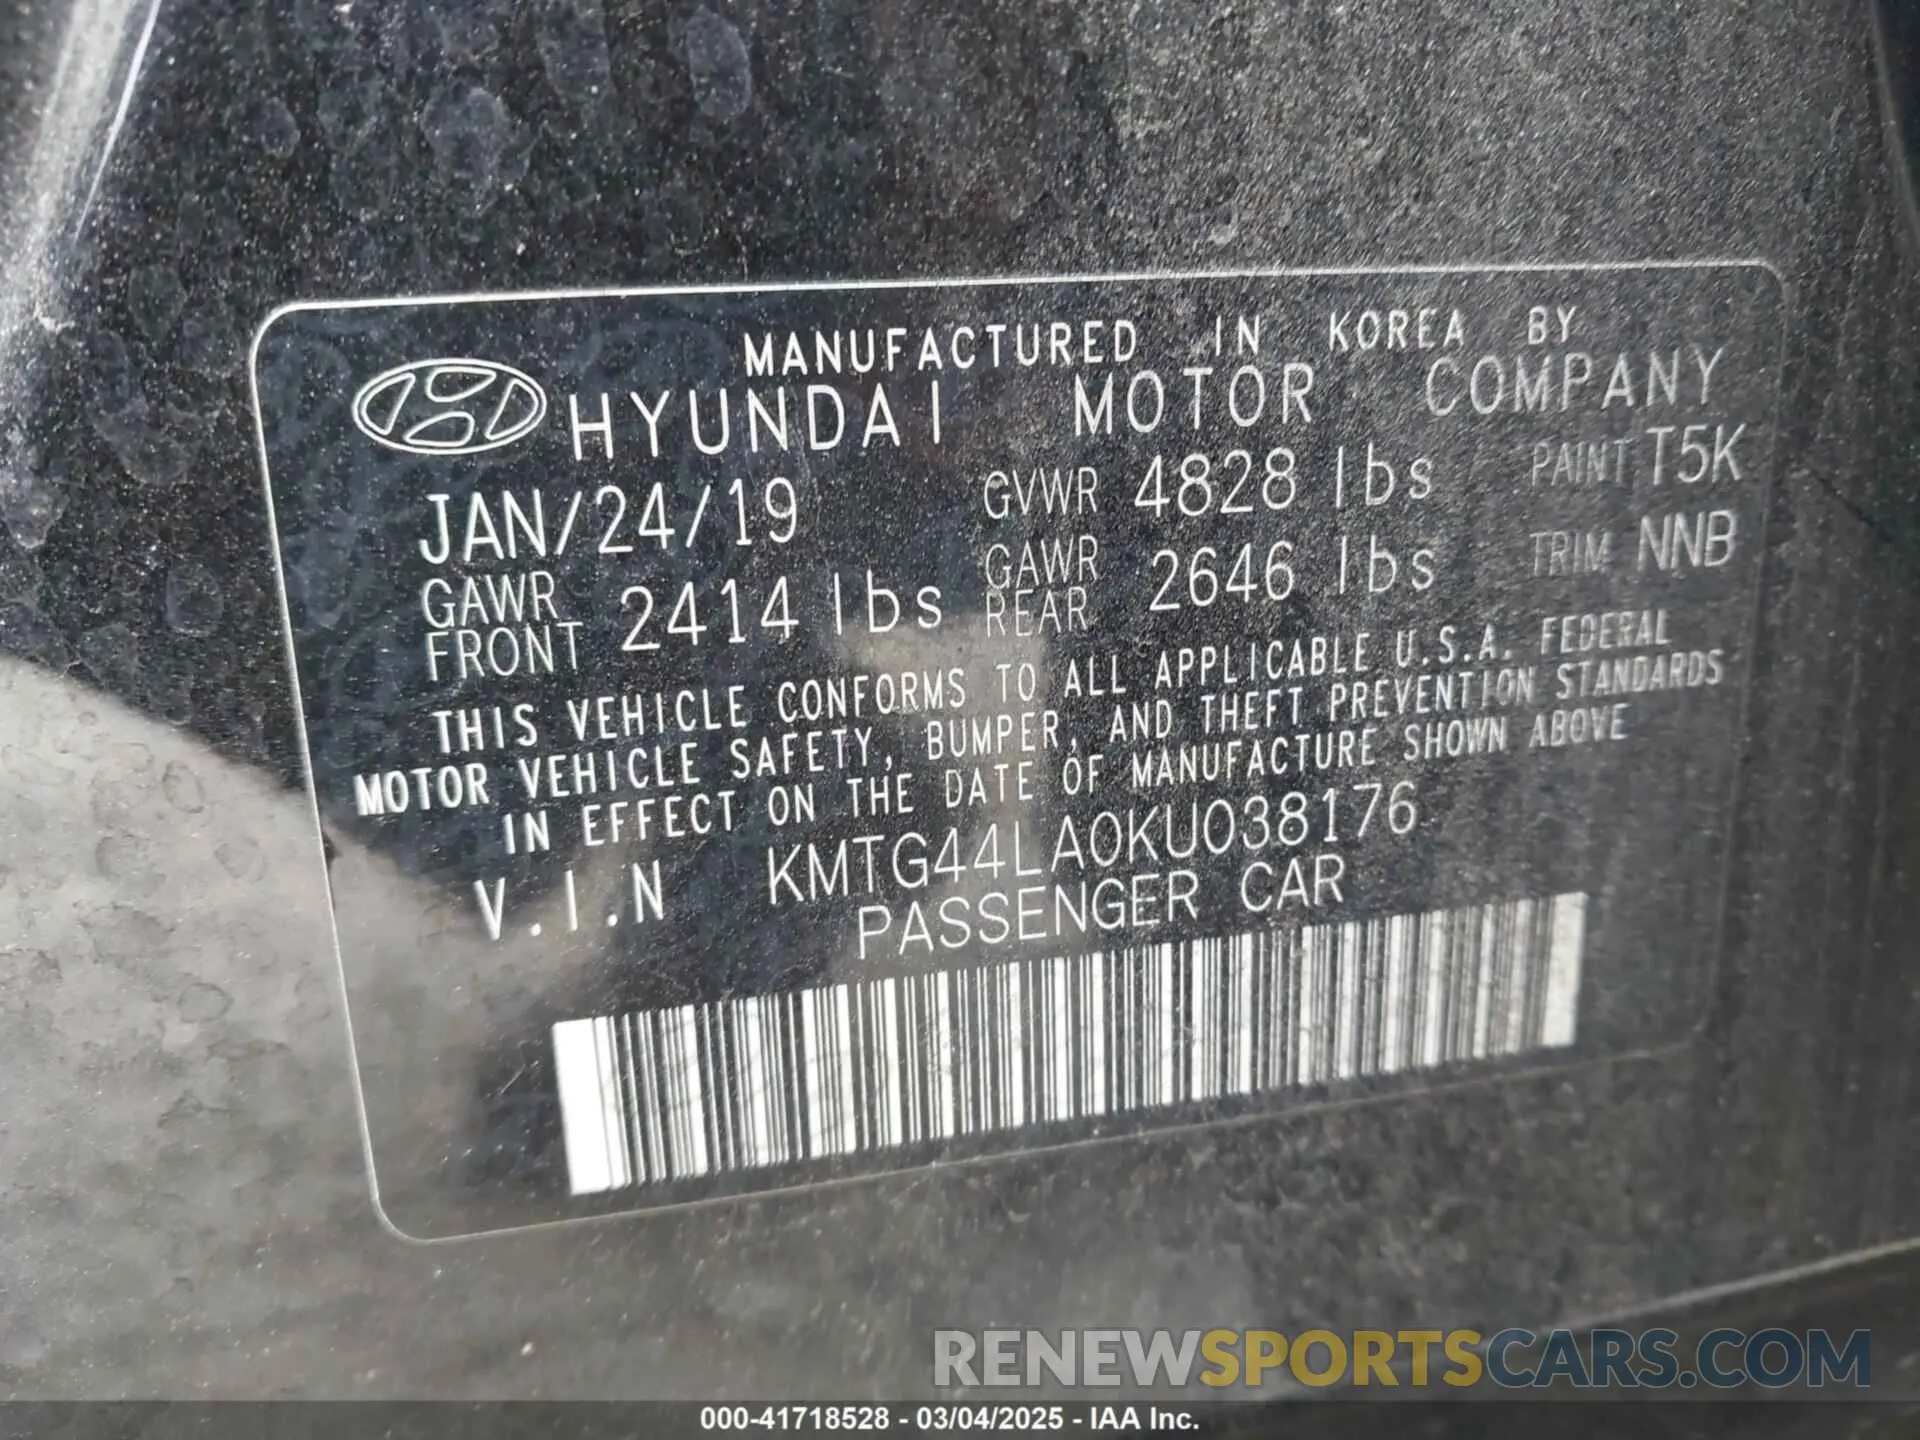 MANUFACTURED IN KOREA BY
HYUNDAI MOTOR COMPANY
JAN/24/19 GVWR 4828 lbs PAINT T5K
GAWR FRONT 2414 lbs GAWR REAR 2646 lbs TRIM NNB
THIS VEHICLE CONFORMS TO ALL APPLICABLE U.S.A. FEDERAL
MOTOR VEHICLE SAFETY, BUMPER, AND THEFT PREVENTION STANDARDS
IN EFFECT ON THE DATE OF MANUFACTURE SHOWN ABOVE
V.I.N KMTG44LA0KU038176
PASSENGER CAR
RENEWSPORTSCARS.COM
000-41718528 - 03/04/2025 - IAA Inc.